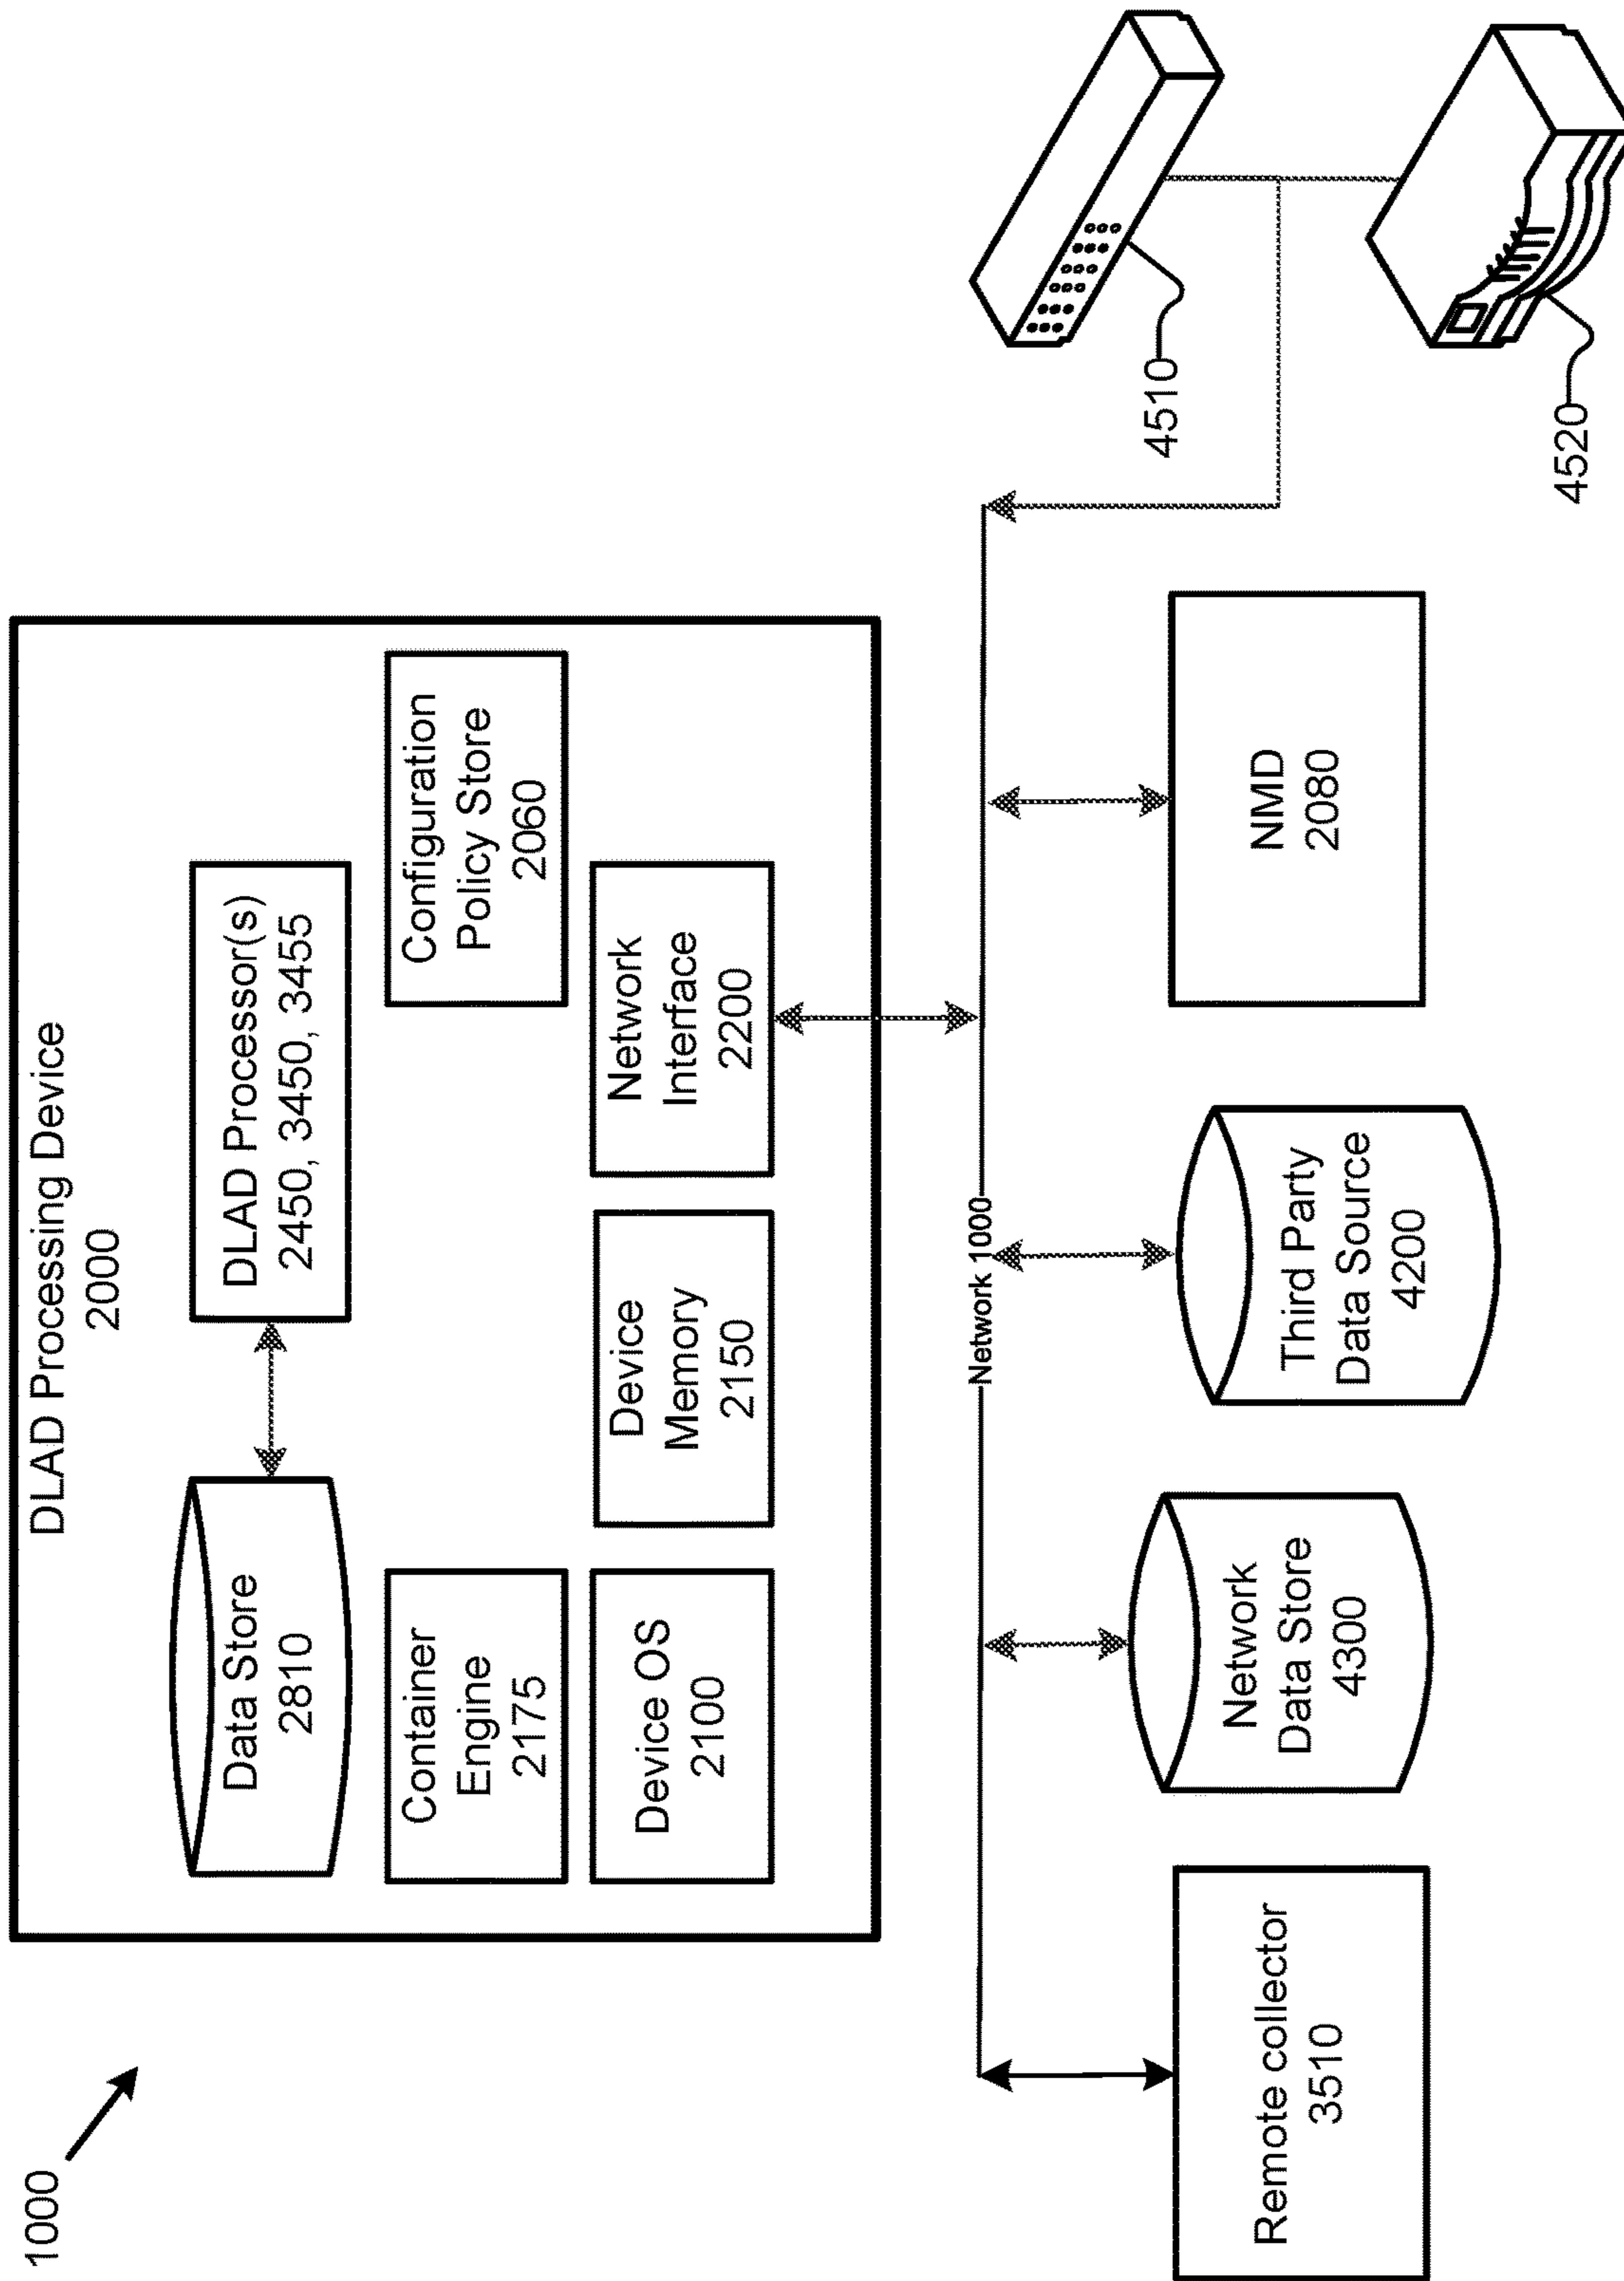 1000
DLAD Processing Device
2000
Data Store
2810
DLAD Processor(s)
2450, 3450, 3455
Container
Engine
2175
Configuration
Policy Store
2060
Device OS
2100
Device
Memory
2150
Network
Interface
2200
Network 1000
Remote collector
3510
Network
Data Store
4300
Third Party
Data Source
4200
NMD
2080
4510
4520